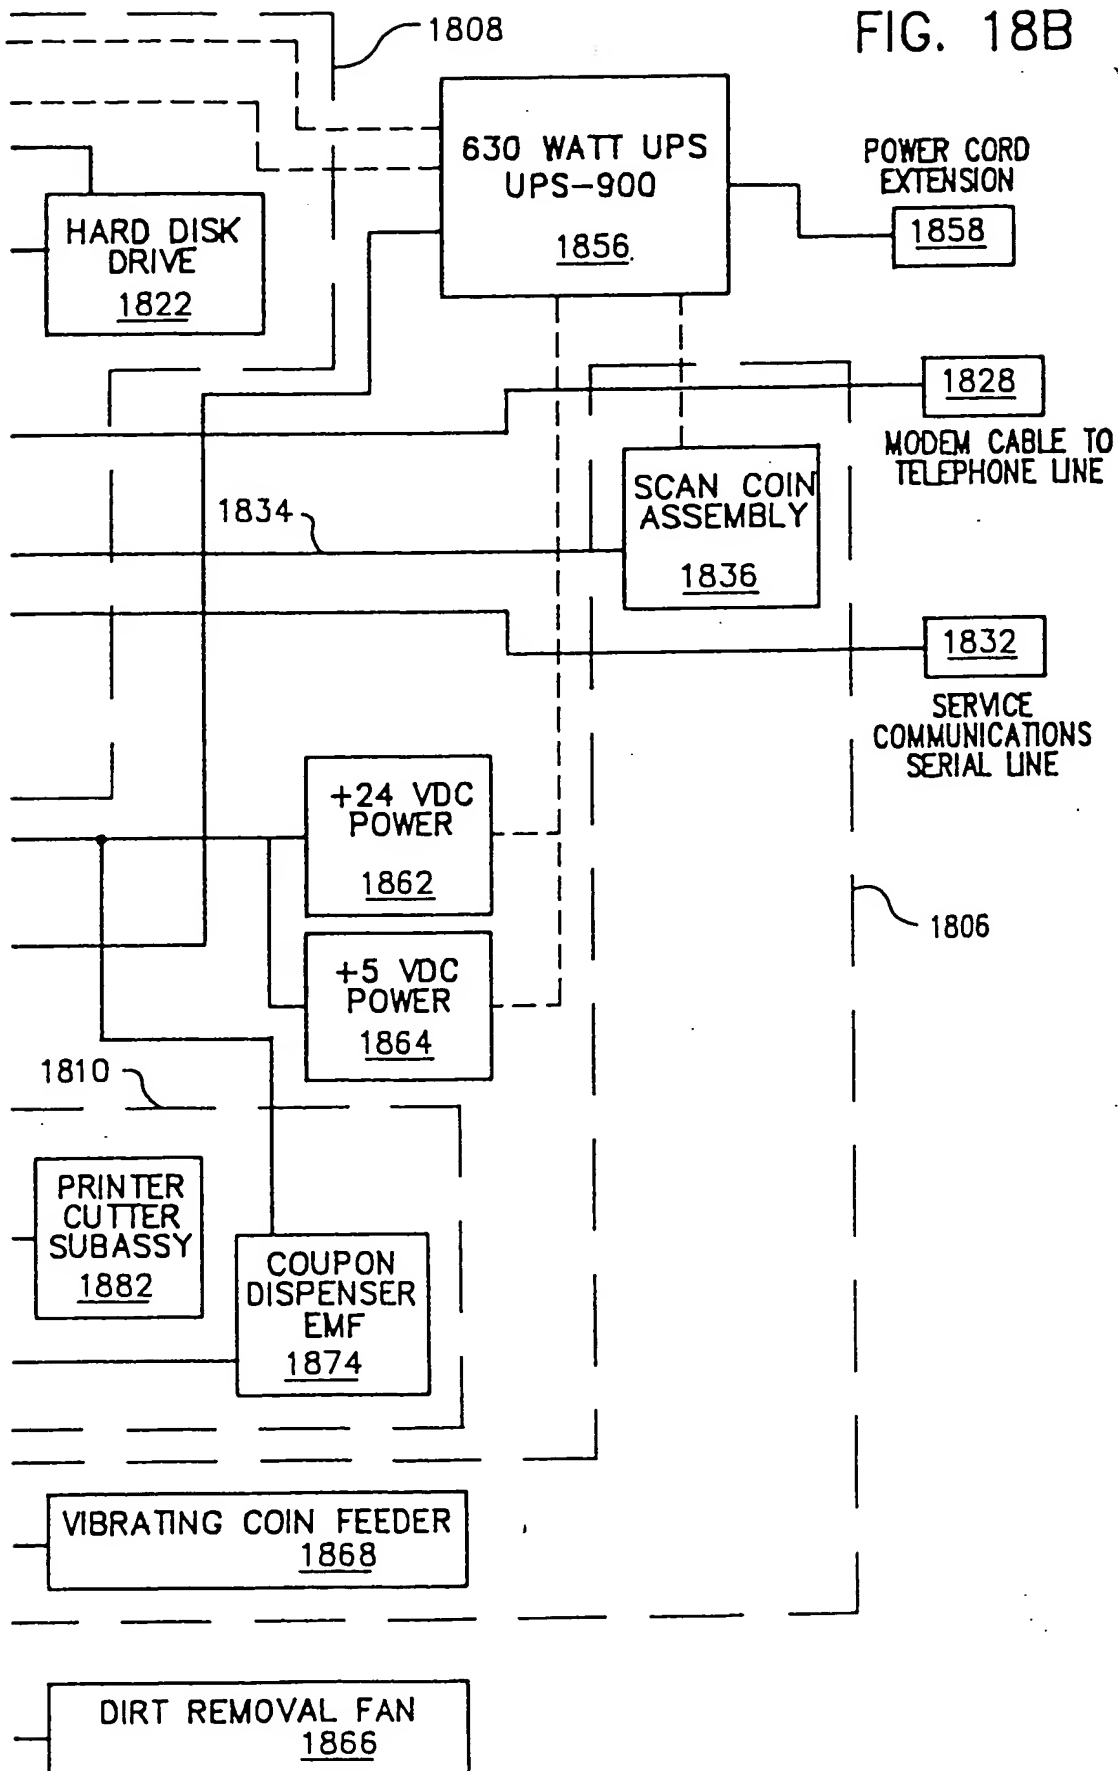 FIG. 18B
1808
630 WATT UPS
UPS-900
1856
POWER CORD
EXTENSION
1858
HARD DISK
DRIVE
1822
1828
MODEM CABLE TO
TELEPHONE LINE
1834
SCAN COIN
ASSEMBLY
1836
1832
SERVICE
COMMUNICATIONS
SERIAL LINE
+24 VDC
POWER
1862
1806
+5 VDC
POWER
1864
1810
PRINTER
CUTTER
SUBASSY
1882
COUPON
DISPENSER
EMF
1874
VIBRATING COIN FEEDER
1868
DIRT REMOVAL FAN
1866